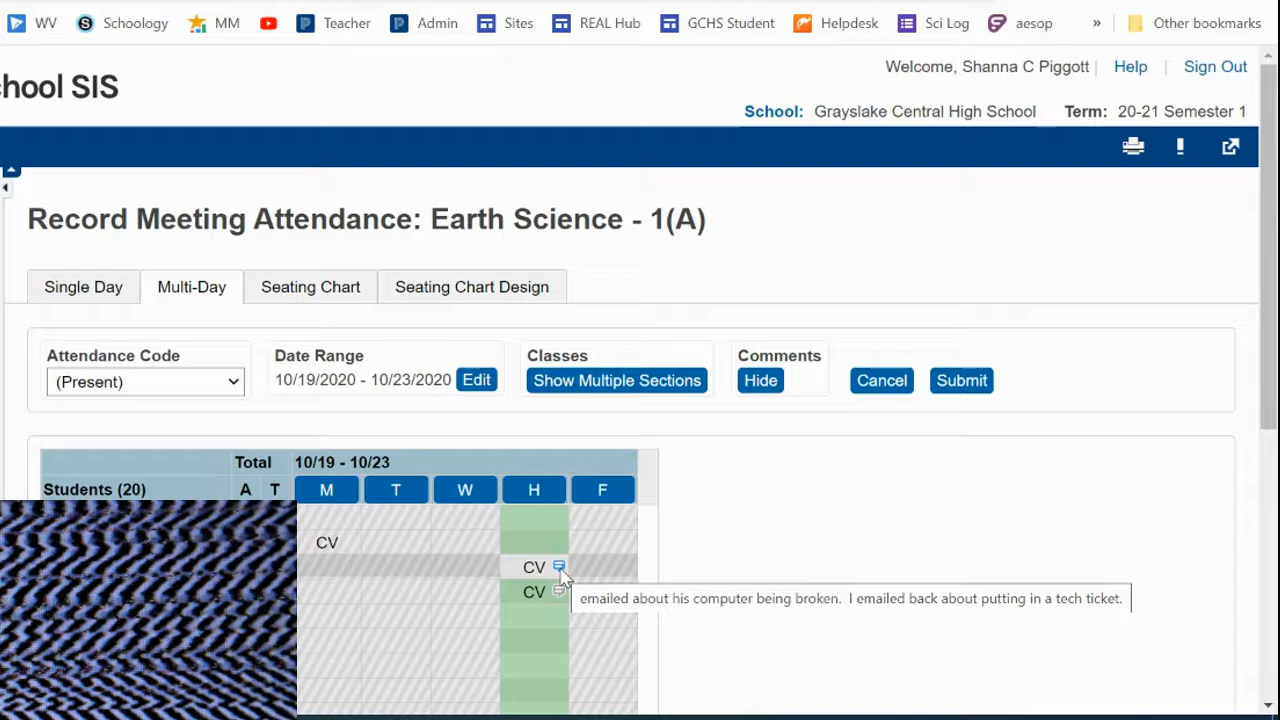 WV Schoology MM Teacher Admin Sites REAL Hub GCHS Student Helpdesk Sci Log aesop » Other bookmarks
Welcome, Shanna C Piggott | Help | Sign Out
hool SIS
School: Grayslake Central High School Term: 20-21 Semester 1
Record Meeting Attendance: Earth Science - 1(A)
Single Day Multi-Day Seating Chart Seating Chart Design
Attendance Code Date Range Classes Comments
(Present) 10/19/2020 - 10/23/2020 Edit Show Multiple Sections Hide Cancel Submit
Total 10/19 - 10/23
Students (20) A T M T W H F
CV
CV
CV
emailed about his computer being broken. I emailed back about putting in a tech ticket.